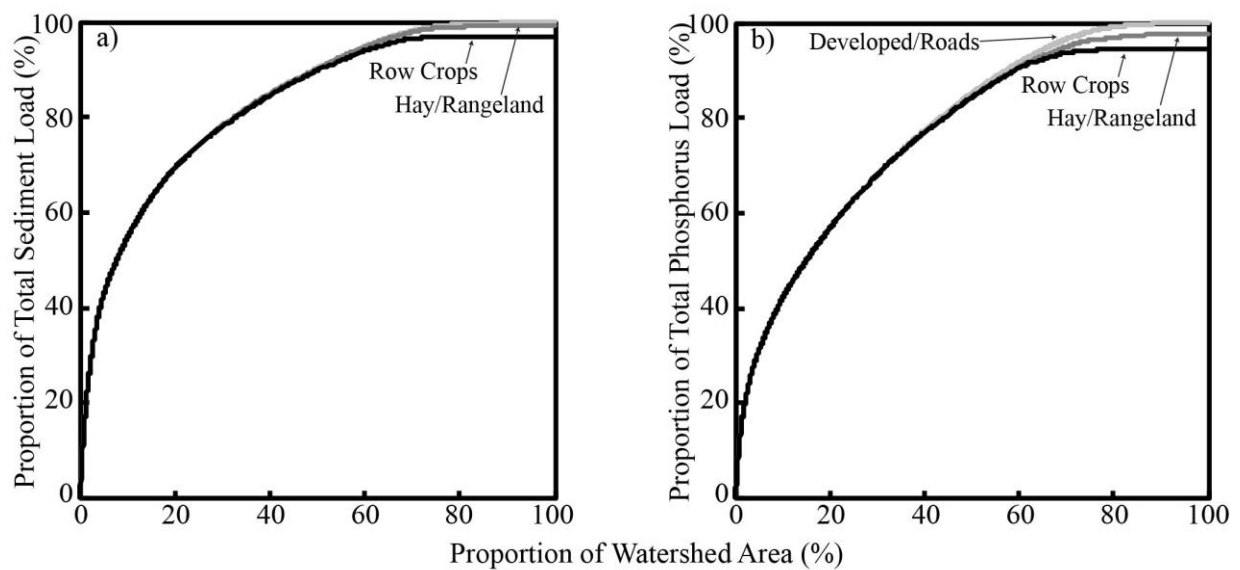 Proportion of Total Sediment Load (%)
100
80
60
40
20
0
a)
Row Crops
Hay/Rangeland
0 20 40 60 80 100
Proportion of Total Phosphorus Load (%)
100
80
60
40
20
0
b)
Developed/Roads
Row Crops
Hay/Rangeland
0 20 40 60 80 100
Proportion of Watershed Area (%)